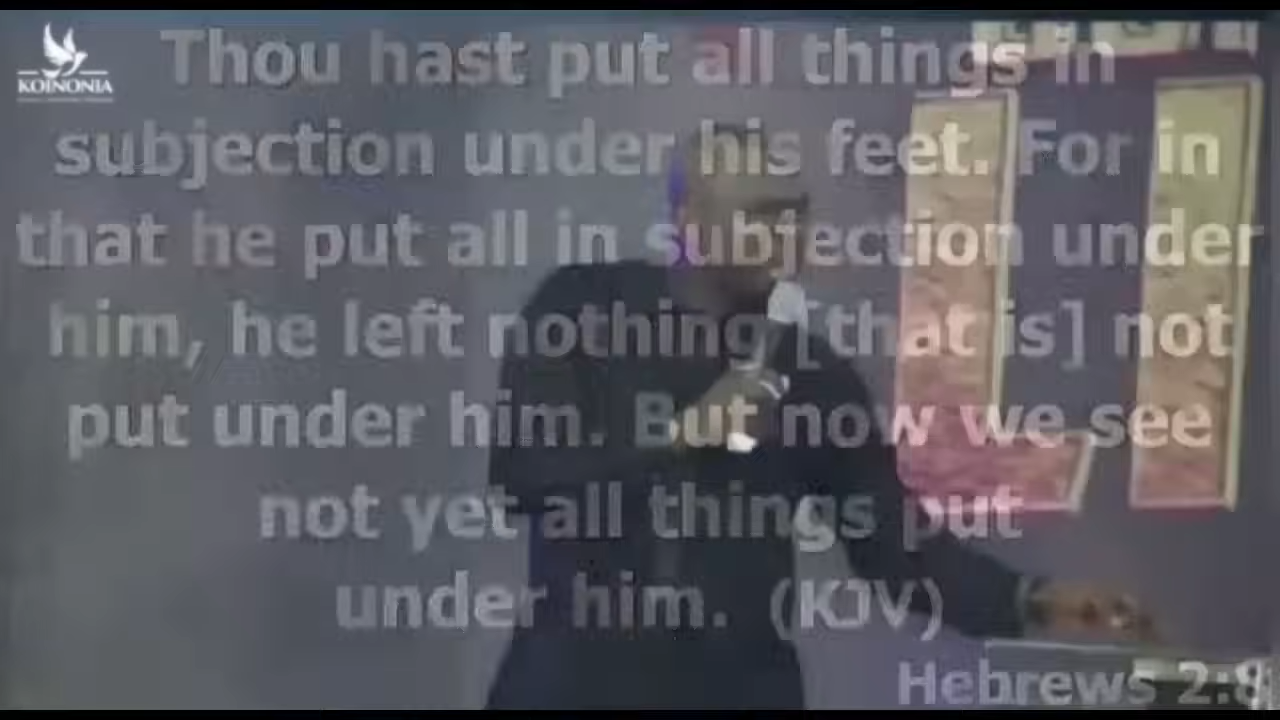 KOINONIA
Thou hast put all things in
subjection under his feet. For in
that he put all in subjection under
him, he left nothing [that is] not
put under him. But now we see
not yet all things put
under him. (KJV)
Hebrews 2:8
LI